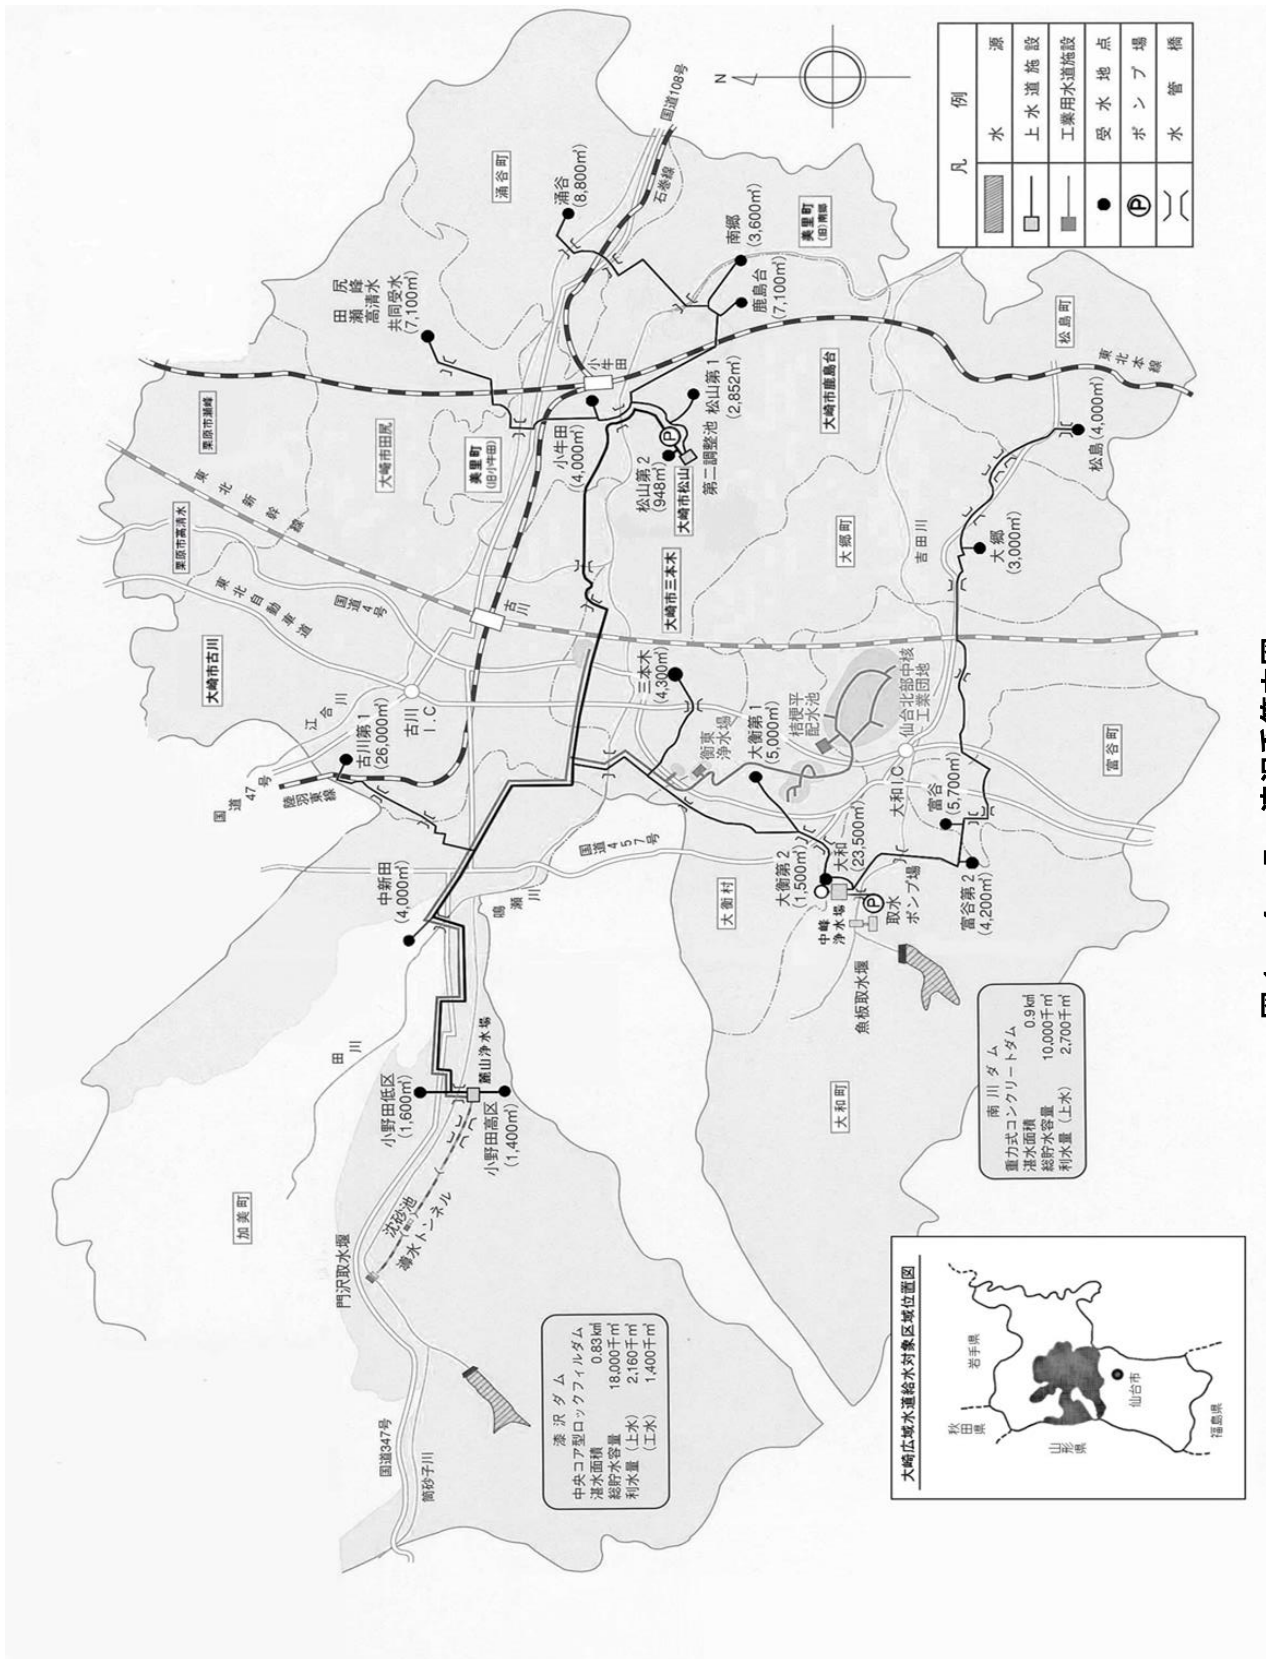 凡例
水源
上水道施設
工業用水道施設
受水地点
ポンプ場
水管橋
N
国道108号
石巻線
涌谷町
涌谷
(8,800㎥)
南郷
(3,600㎥)
美里町
(旧)南郷
鹿島台
(7,100㎥)
田尻
瀬峰
高清水
共同受水
(7,100㎥)
小牛田
松島町
東北本線
松山第1
(2,852㎥)
大崎市鹿島台
栗原市瀬峰
大崎市田尻
美里町
(旧小牛田)
小牛田
(4,000㎥)
松山第2
(948㎥)
P
第二調整池
大崎市松山
松島(4,000㎥)
東北新幹線
栗原市高清水
東北自動車道
国道4号
古川
大崎市三本木
大郷町
吉田川
大郷
(3,000㎥)
大崎市古川
江合川
古川I.C
古川第1
(26,000㎥)
三本木
(4,300㎥)
衡東
浄水場
大衡第1
(5,000㎥)
桔梗平
配水池
仙台北部中核
工業団地
富谷町
国道47号
陸羽東線
国道457号
鳴瀬川
大和I.C
富谷
(5,700㎥)
中新田
(4,000㎥)
大衡村
大衡第2
(1,500㎥)
大和
(23,500㎥)
中峰
浄水場
P
取水
ポンプ場
富谷第2
(4,200㎥)
魚板取水堰
田川
小野田低区
(1,600㎥)
麓山浄水場
小野田高区
(1,400㎥)
大和町
南川ダム
重力式コンクリートダム
湛水面積 0.9k㎡
総貯水容量 10,000千㎥
利水量(上水) 2,700千㎥
加美町
沈砂池
導水トンネル
門沢取水堰
国道347号
筒砂子川
漆沢ダム
中央コア型ロックフィルダム
湛水面積 0.83k㎡
総貯水容量 18,000千㎥
利水量(上水) 2,160千㎥
(工水) 1,400千㎥
大崎広域水道給水対象区域位置図
岩手県
秋田県
山形県
仙台市
福島県